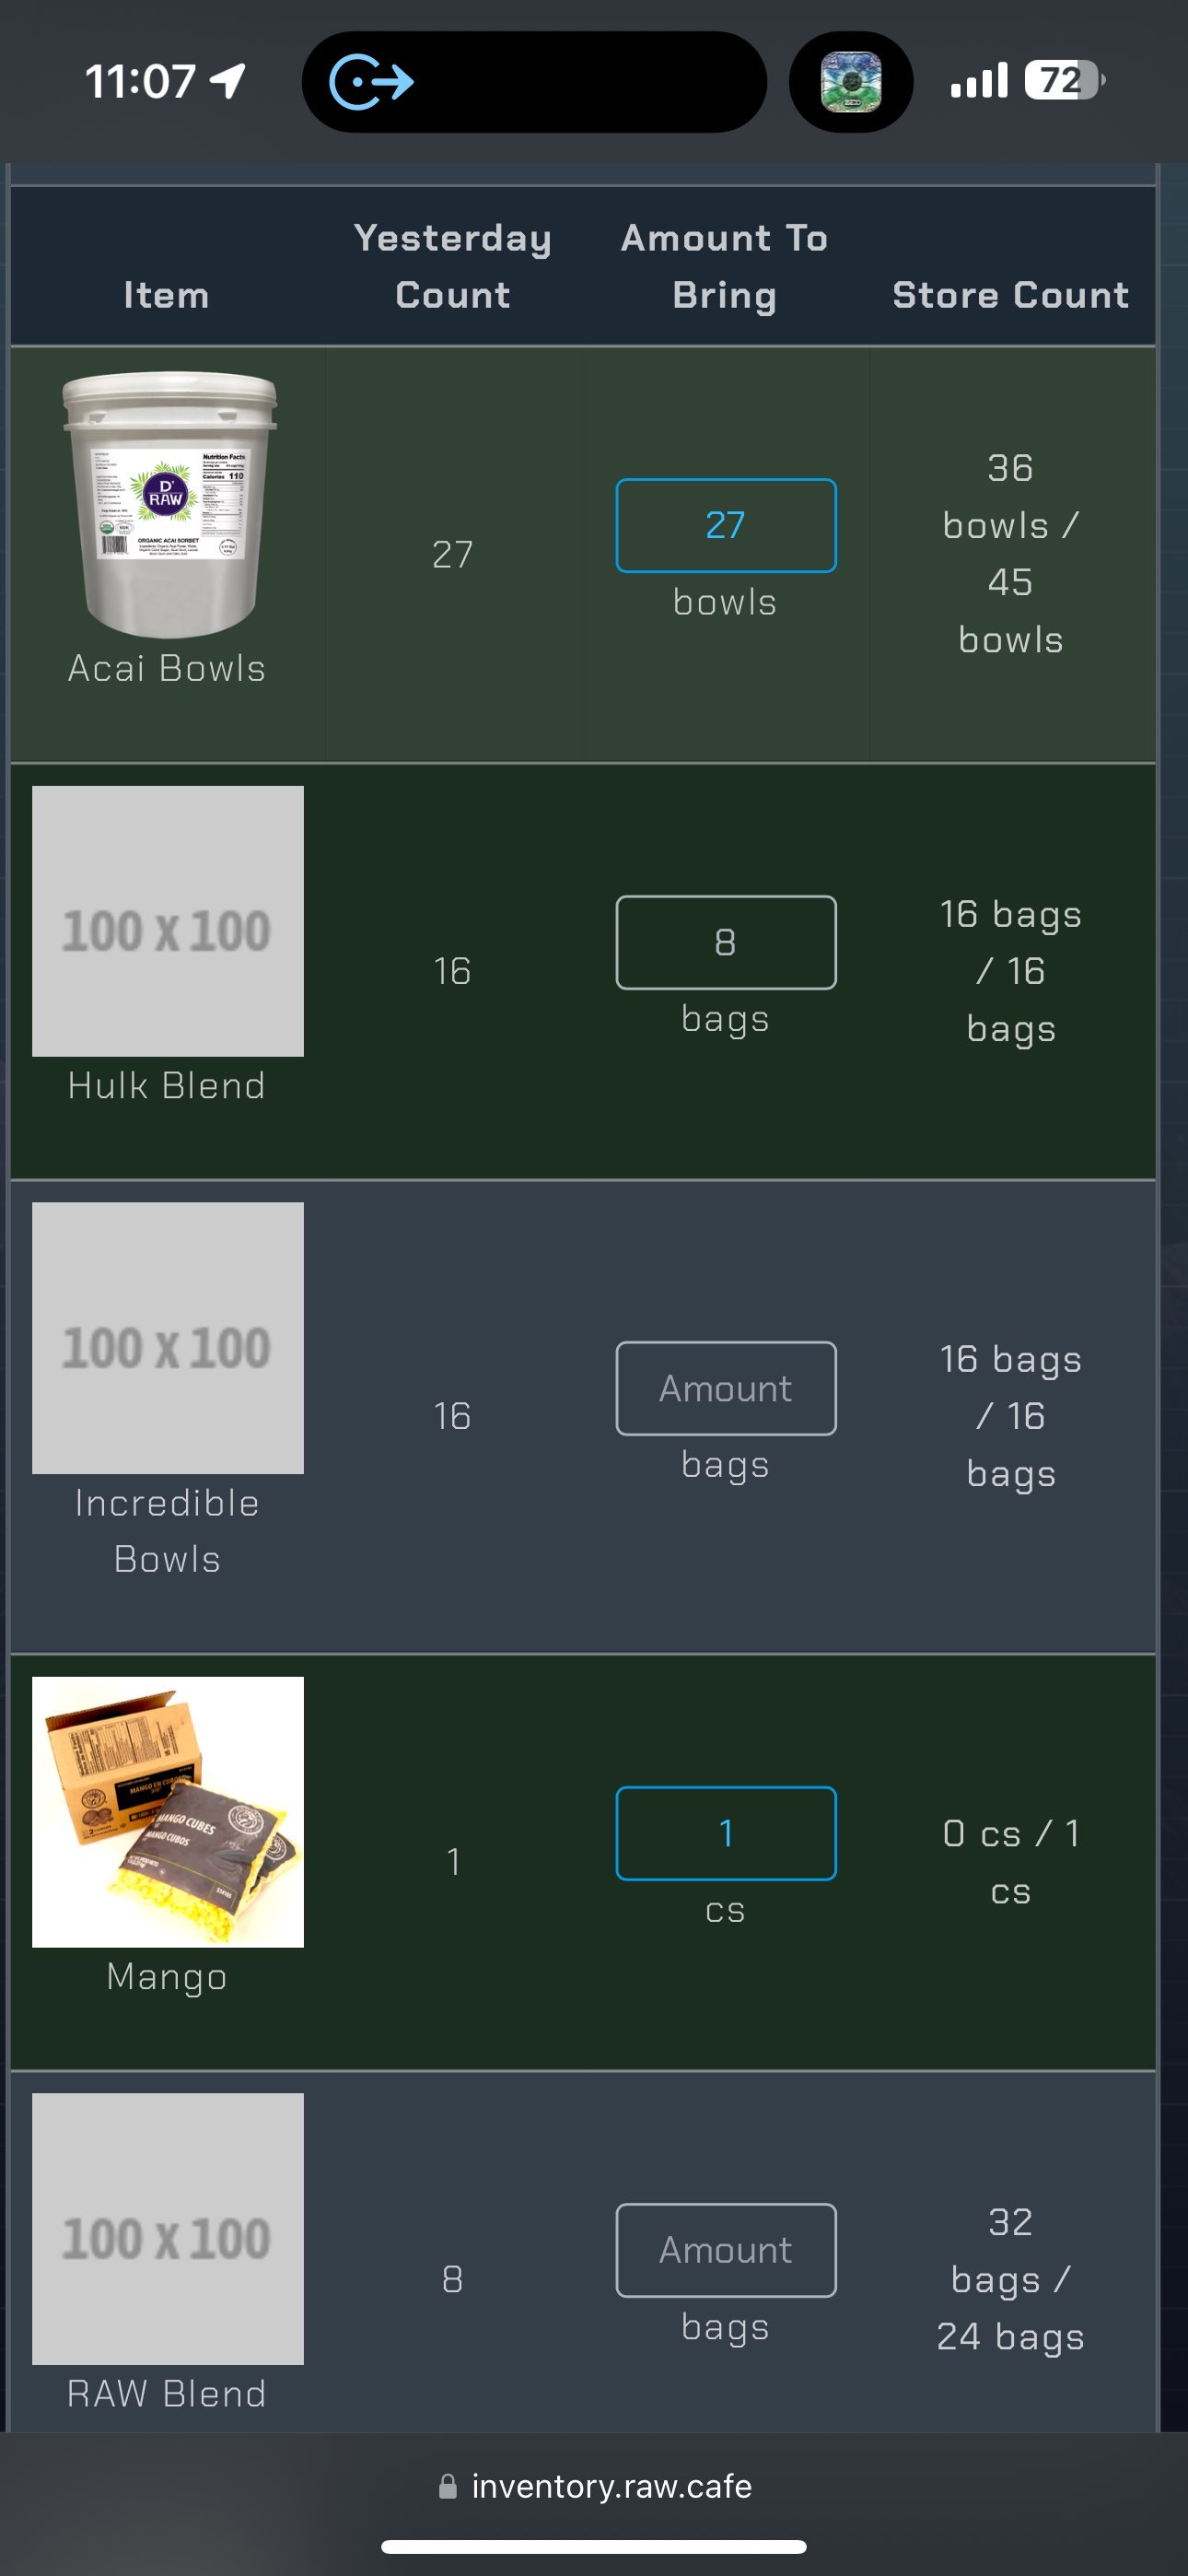 11:07
72
Yesterday
Count
Amount To
Bring
Item
Store Count
Nutrition Facts
Calories 110
D'
RAW
ORGANIC ACAI SORBET
27
27
bowls
36
bowls /
45
bowls
Acai Bowls
100 X 100
16
8
bags
16 bags
/ 16
bags
Hulk Blend
100 X 100
16
Amount
bags
16 bags
/ 16
bags
Incredible
Bowls
MANGO EN CUBOS
MANGO CUBES
MANGO CUBOS
1
1
cs
0 cs / 1
cs
Mango
100 X 100
8
Amount
bags
32
bags /
24 bags
RAW Blend
inventory.raw.cafe